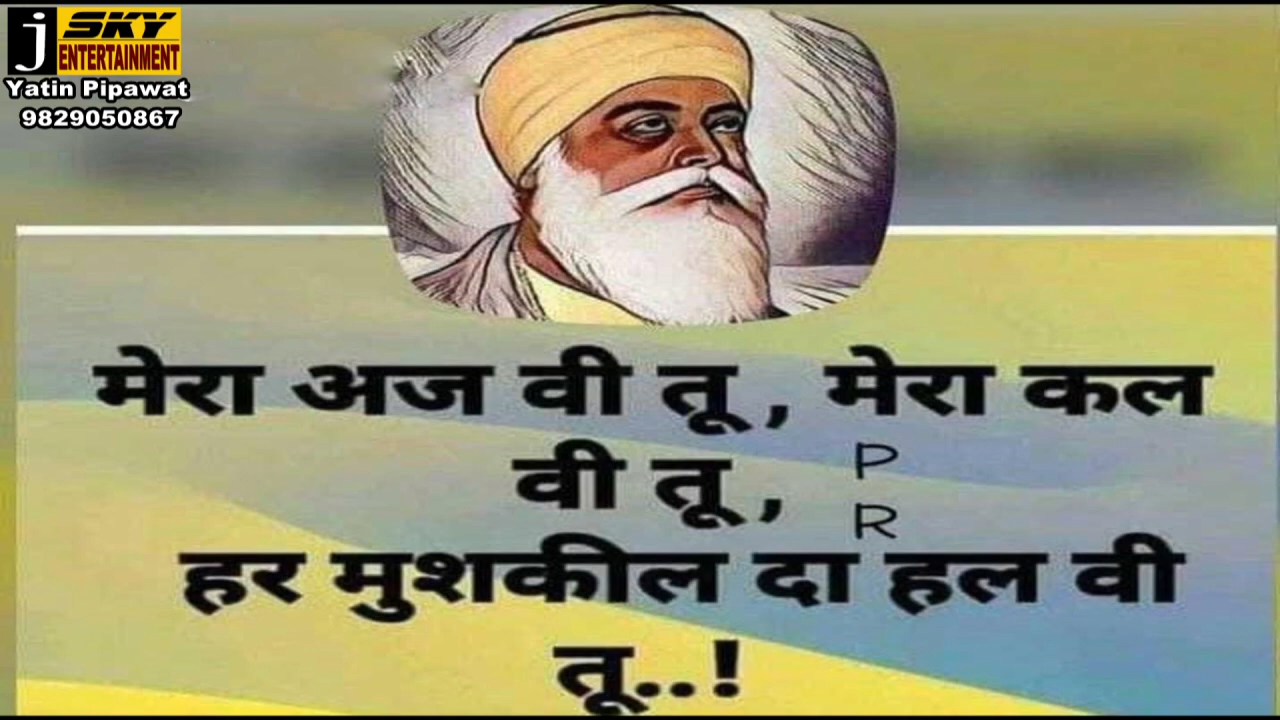 j SKY
ENTERTAINMENT
Yatin Pipawat
9829050867
मेरा अज वी तू , मेरा कल
वी तू ,
P
R
हर मुशकील दा हल वी
तू..!